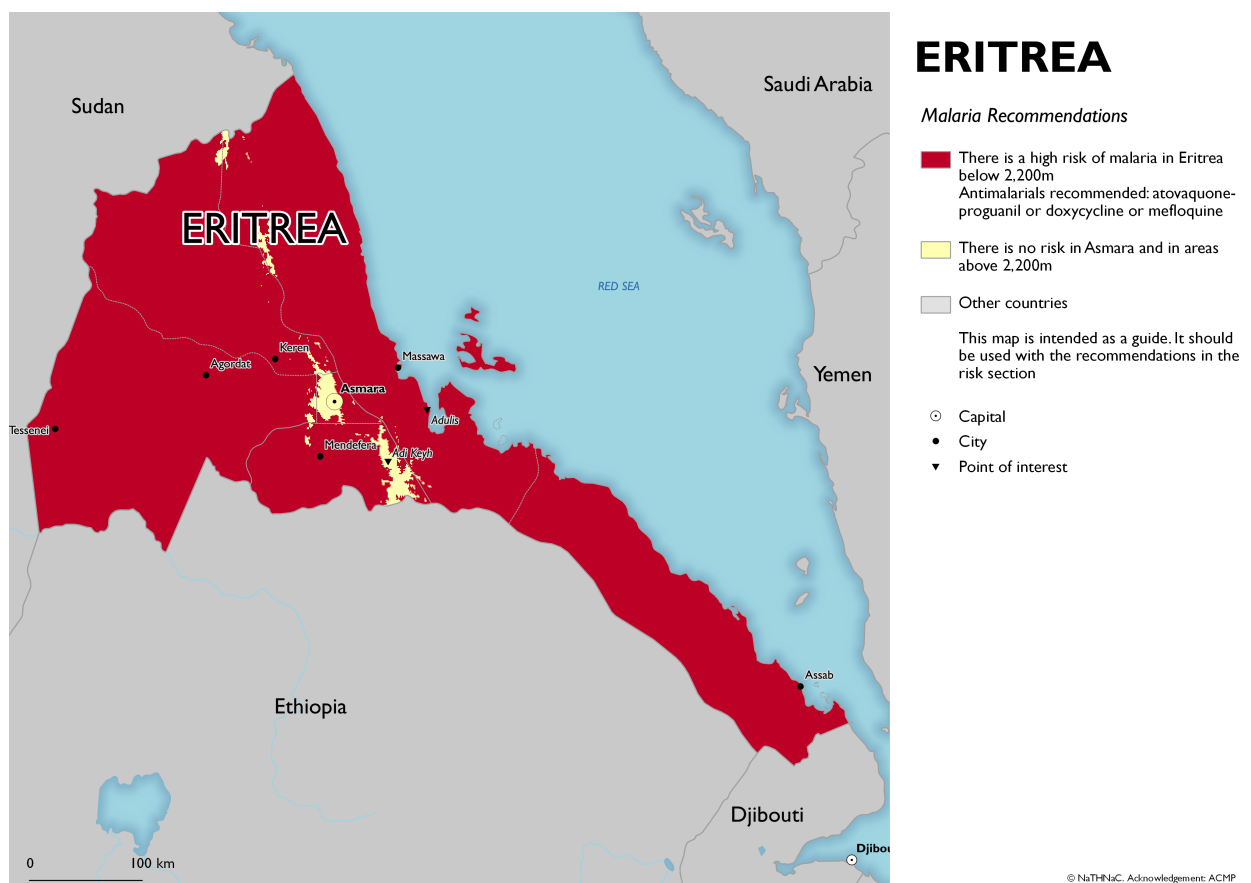 ERITREA
Malaria Recommendations
There is a high risk of malaria in Eritrea
below 2,200m
Antimalarials recommended: atovaquone-
proguanil or doxycycline or mefloquine
There is no risk in Asmara and in areas
above 2,200m
Other countries
This map is intended as a guide. It should
be used with the recommendations in the
risk section
Capital
City
Point of interest
Sudan
Saudi Arabia
ERITREA
RED SEA
Keren
Massawa
Agordat
Yemen
Asmara
Adulis
Tessenei
Mendefera
Adi Keyh
Assab
Ethiopia
Djibouti
Djibou
0
100 km
© NaTHNaC. Acknowledgement: ACMP